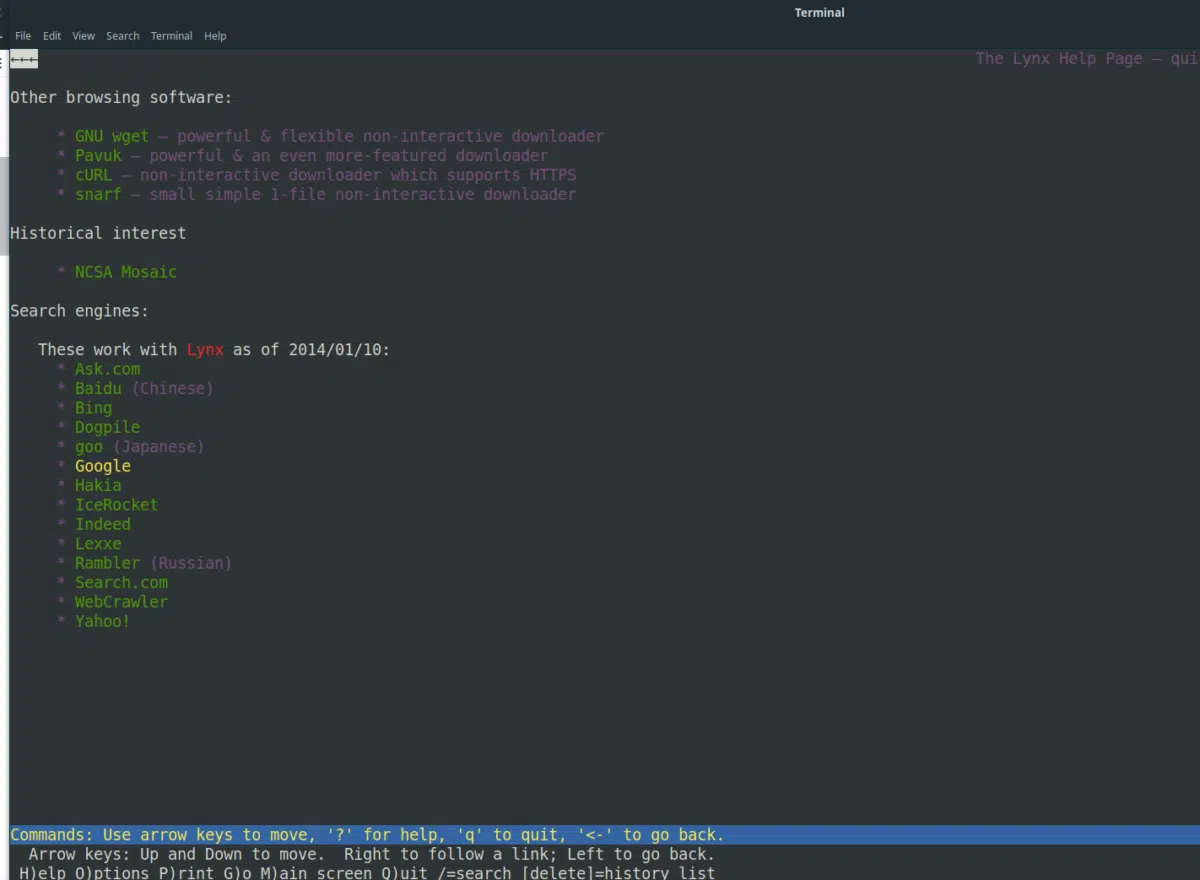 Terminal
File Edit View Search Terminal Help
←←← The Lynx Help Page — qui
Other browsing software:
* GNU wget — powerful & flexible non-interactive downloader
* Pavuk — powerful & an even more-featured downloader
* cURL — non-interactive downloader which supports HTTPS
* snarf — small simple 1-file non-interactive downloader
Historical interest
* NCSA Mosaic
Search engines:
These work with Lynx as of 2014/01/10:
* Ask.com
* Baidu (Chinese)
* Bing
* Dogpile
* goo (Japanese)
* Google
* Hakia
* IceRocket
* Indeed
* Lexxe
* Rambler (Russian)
* Search.com
* WebCrawler
* Yahoo!
Commands: Use arrow keys to move, '?' for help, 'q' to quit, '<-' to go back.
Arrow keys: Up and Down to move. Right to follow a link; Left to go back.
H)elp O)ptions P)rint G)o M)ain screen Q)uit /=search [delete]=history list